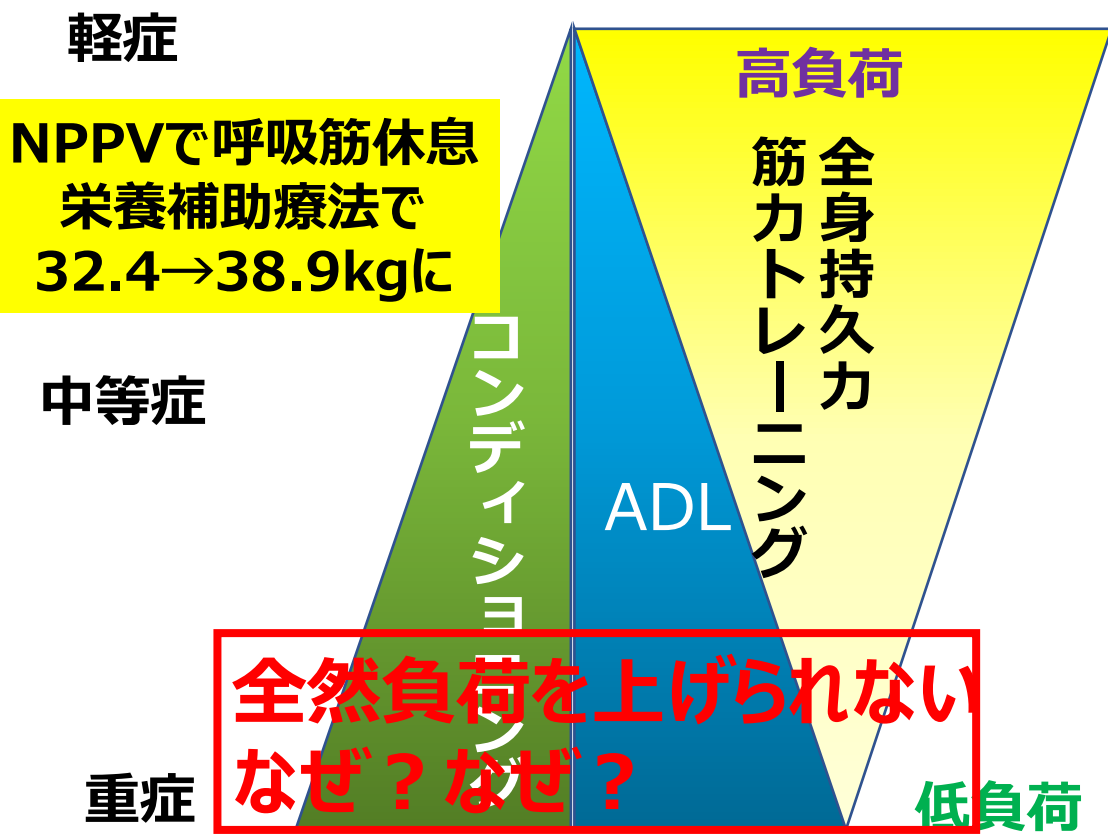 軽症
高負荷
NPPVで呼吸筋休息
栄養補助療法で
32.4→38.9kgに
全身持久力
筋力トレーニング
コンディショニング
中等症
ADL
全然負荷を上げられない
なぜ？なぜ？
重症
低負荷